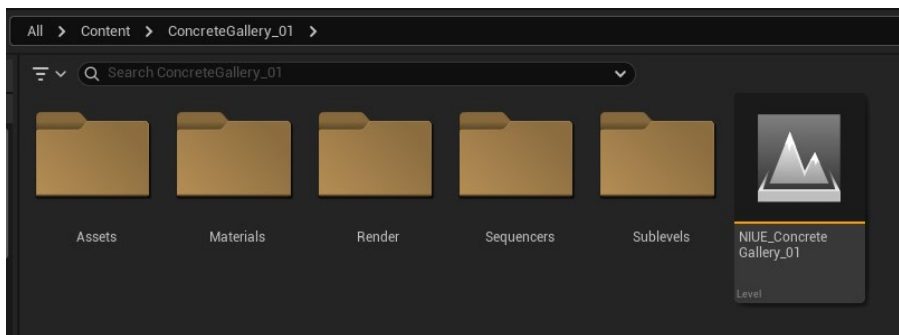 All > Content > ConcreteGallery_01 >
Search ConcreteGallery_01
Assets
Materials
Render
Sequencers
Sublevels
NIUE_Concrete
Gallery_01
Level